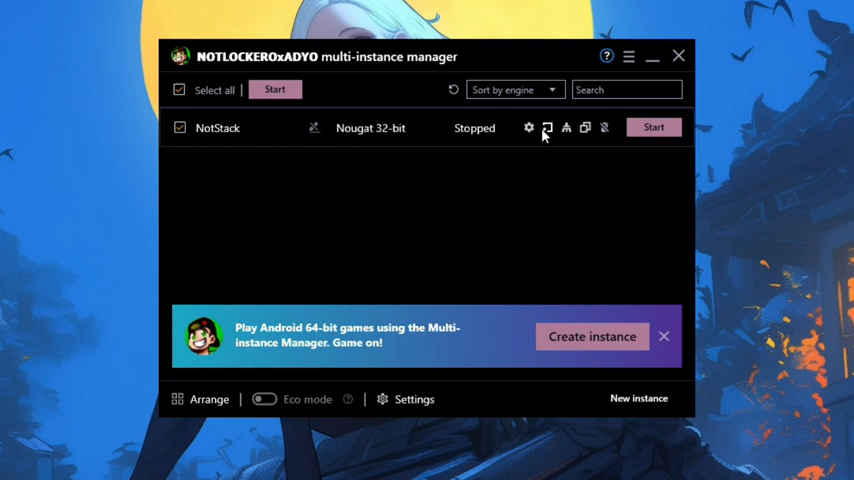 NOTLOCKEROxADYO multi-instance manager
Select all | Start Sort by engine Search
NotStack Nougat 32-bit Stopped Start
Play Android 64-bit games using the Multi-
instance Manager. Game on!
Create instance
Arrange | Eco mode | Settings New instance